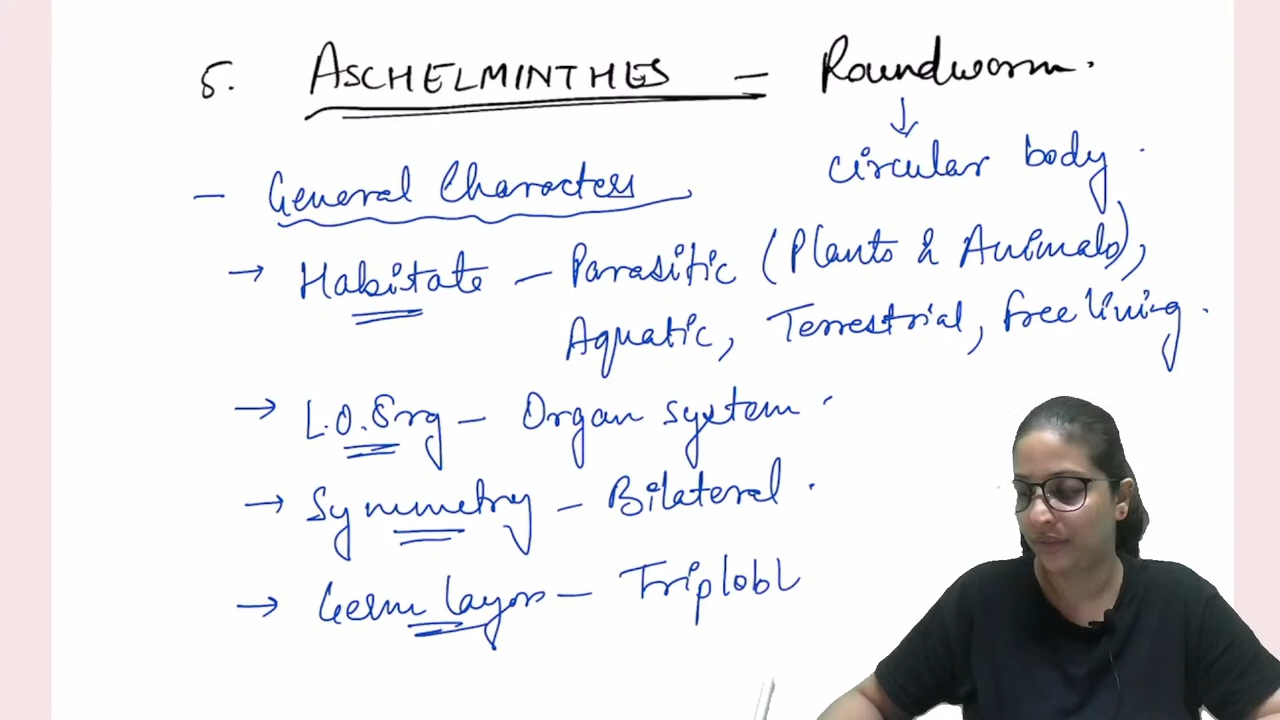 5. ASCHELMINTHES – Roundworm.
↓
circular body.
– General Characters
→ Habitate – Parasitic (Plants & Animals),
Aquatic, Terrestrial, free living.
→ L.O.Org – Organ system.
→ Symmetry – Bilateral.
→ Germ layers – Triplobl